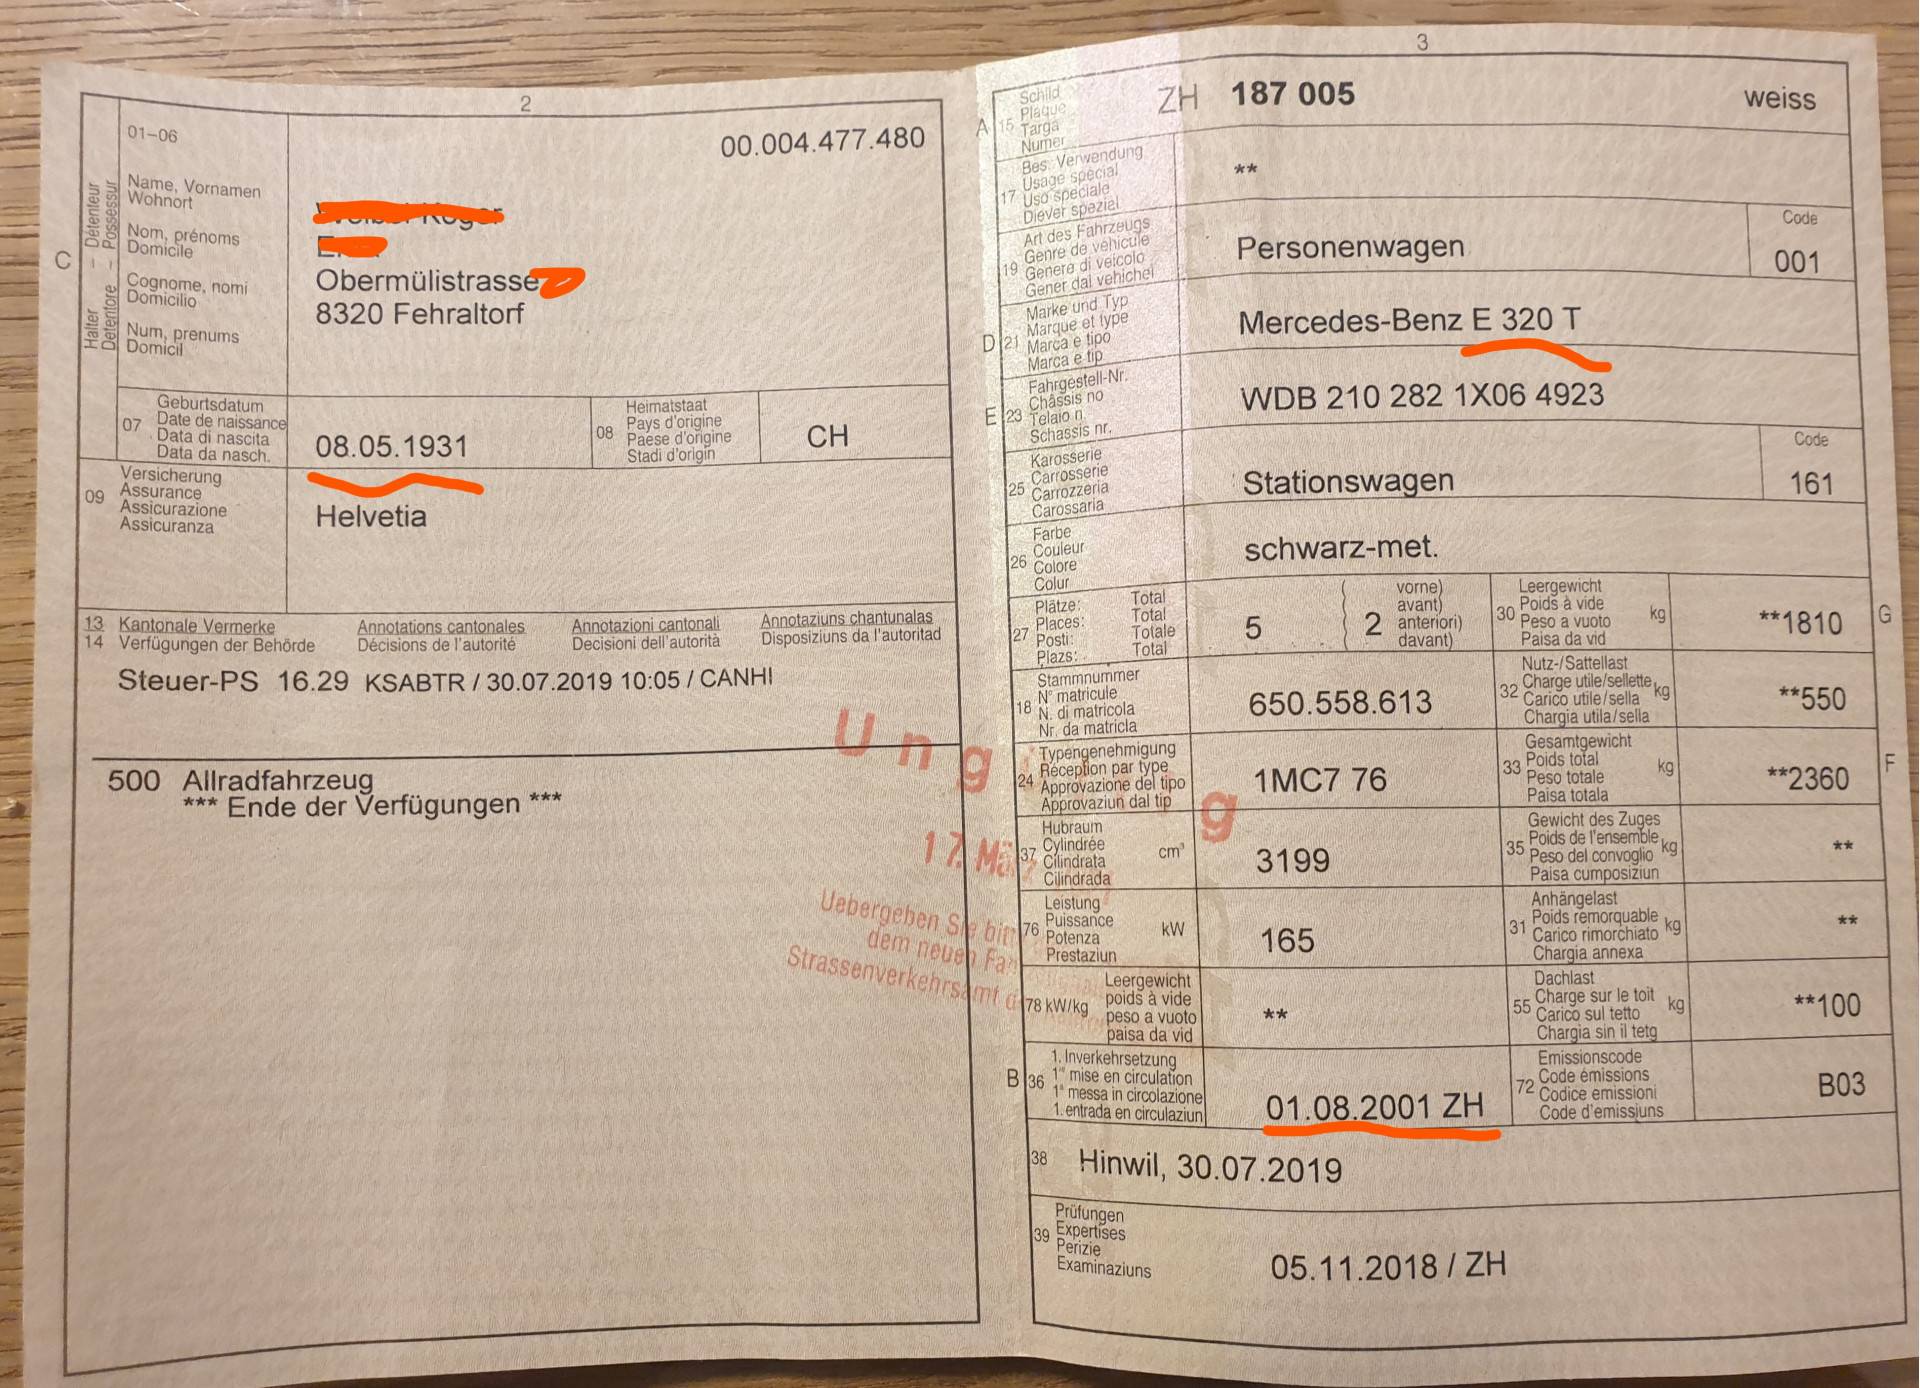 2
01–06
00.004.477.480
C
Halter – Détenteur
Detentore – Possessur
Name, Vornamen
Wohnort
Nom, prénoms
Domicile
Cognome, nomi
Domicilio
Num, prenums
Domicil
Obermülistrasse
8320 Fehraltorf
07
Geburtsdatum
Date de naissance
Data di nascita
Data da nasch.
08.05.1931
08
Heimatstaat
Pays d'origine
Paese d'origine
Stadi d'origin
CH
09
Versicherung
Assurance
Assicurazione
Assicuranza
Helvetia
13 Kantonale Vermerke Annotations cantonales Annotazioni cantonali Annotaziuns chantunalas
14 Verfügungen der Behörde Décisions de l'autorité Decisioni dell'autorità Disposiziuns da l'autoritad
Steuer-PS 16.29 KSABTR / 30.07.2019 10:05 / CANHI
500 Allradfahrzeug
*** Ende der Verfügungen ***
Ung g
17. Mä
Uebergeben Sie bitt
dem neuen Fa
Strassenverkehrsamt d
3
A
15
Schild
Plaque
Targa
Numer
ZH 187 005 weiss
17
Bes. Verwendung
Usage spécial
Uso speciale
Diever spezial
**
19
Art des Fahrzeugs
Genre de véhicule
Genere di veicolo
Gener dal vehichel
Personenwagen
Code
001
D
21
Marke und Typ
Marque et type
Marca e tipo
Marca e tip
Mercedes-Benz E 320 T
E
23
Fahrgestell-Nr.
Châssis no
Telaio n.
Schassis nr.
WDB 210 282 1X06 4923
25
Karosserie
Carrosserie
Carrozzeria
Carossaria
Stationswagen
Code
161
26
Farbe
Couleur
Colore
Colur
schwarz-met.
27
Plätze: Total
Places: Total
Posti: Totale
Plazs: Total
5 ( 2
vorne)
avant)
anteriori)
davant)
30
Leergewicht
Poids à vide
Peso a vuoto
Paisa da vid
kg
**1810
G
18
Stammnummer
N° matricule
N. di matricola
Nr. da matricla
650.558.613
32
Nutz-/Sattellast
Charge utile/sellette
Carico utile/sella
Chargia utila/sella
kg
**550
24
Typengenehmigung
Réception par type
Approvazione del tipo
Approvaziun dal tip
1MC7 76
33
Gesamtgewicht
Poids total
Peso totale
Paisa totala
kg
**2360
F
37
Hubraum
Cylindrée
Cilindrata
Cilindrada
cm³
3199
35
Gewicht des Zuges
Poids de l'ensemble
Peso del convoglio
Paisa cumposiziun
kg
**
76
Leistung
Puissance
Potenza
Prestaziun
kW
165
31
Anhängelast
Poids remorquable
Carico rimorchiato
Chargia annexa
kg
**
78 kW/kg
Leergewicht
poids à vide
peso a vuoto
paisa da vid
**
55
Dachlast
Charge sur le toit
Carico sul tetto
Chargia sin il tetg
kg
**100
B
36
1. Inverkehrsetzung
1re mise en circulation
1a messa in circolazione
1. entrada en circulaziun
01.08.2001 ZH
72
Emissionscode
Code émissions
Codice emissioni
Code d'emissiuns
B03
38
Hinwil, 30.07.2019
39
Prüfungen
Expertises
Perizie
Examinaziuns
05.11.2018 / ZH